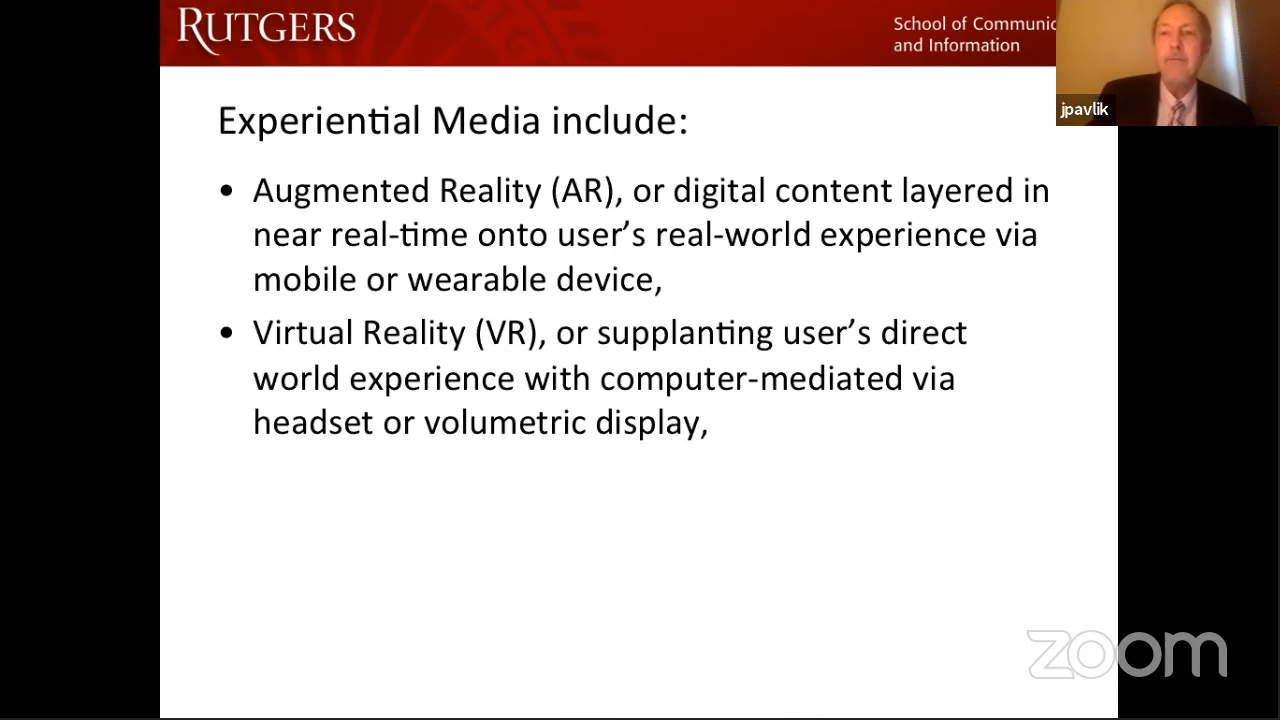 RUTGERS
School of Communic
and Information
jpavlik
Experiential Media include:
• Augmented Reality (AR), or digital content layered in
near real-time onto user’s real-world experience via
mobile or wearable device,
• Virtual Reality (VR), or supplanting user’s direct
world experience with computer-mediated via
headset or volumetric display,
zoom